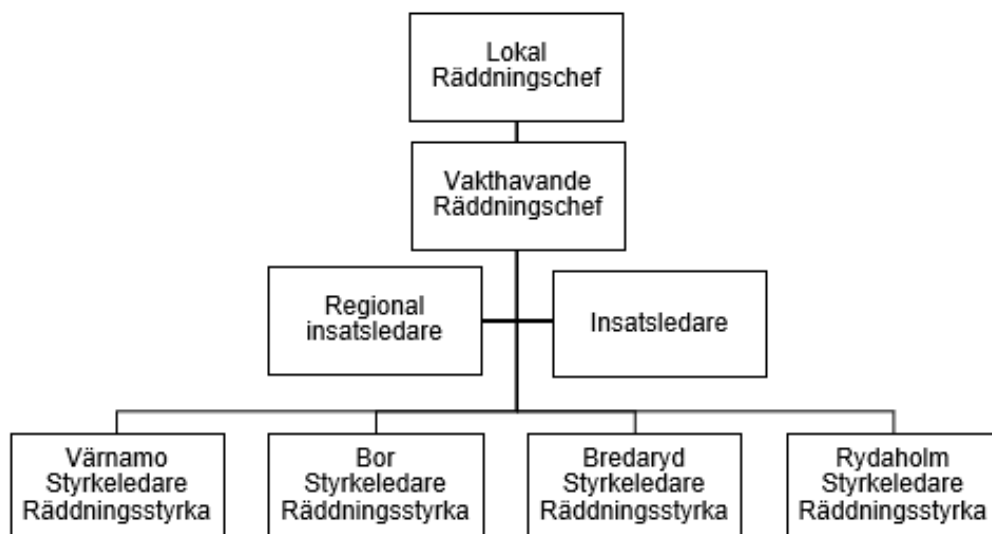 Lokal
Räddningschef
Vakthavande
Räddningschef
Regional
insatsledare
Insatsledare
Värnamo
Styrkeledare
Räddningsstyrka
Bor
Styrkeledare
Räddningsstyrka
Bredaryd
Styrkeledare
Räddningsstyrka
Rydaholm
Styrkeledare
Räddningsstyrka